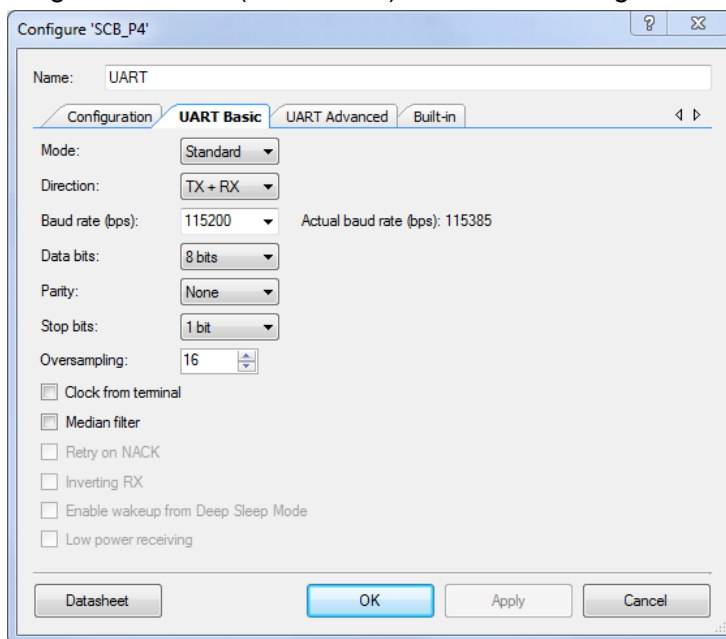 Configure 'SCB_P4'
Name: UART
Configuration UART Basic UART Advanced Built-in
Mode: Standard
Direction: TX + RX
Baud rate (bps): 115200 Actual baud rate (bps): 115385
Data bits: 8 bits
Parity: None
Stop bits: 1 bit
Oversampling: 16
Clock from terminal
Median filter
Retry on NACK
Inverting RX
Enable wakeup from Deep Sleep Mode
Low power receiving
Datasheet OK Apply Cancel